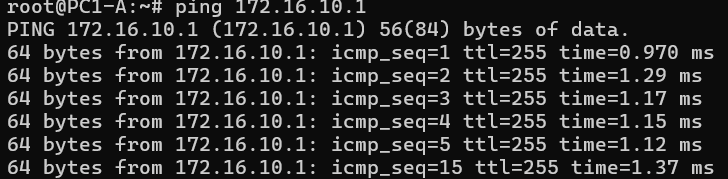 root@PC1-A:~# ping 172.16.10.1
PING 172.16.10.1 (172.16.10.1) 56(84) bytes of data.
64 bytes from 172.16.10.1: icmp_seq=1 ttl=255 time=0.970 ms
64 bytes from 172.16.10.1: icmp_seq=2 ttl=255 time=1.29 ms
64 bytes from 172.16.10.1: icmp_seq=3 ttl=255 time=1.17 ms
64 bytes from 172.16.10.1: icmp_seq=4 ttl=255 time=1.15 ms
64 bytes from 172.16.10.1: icmp_seq=5 ttl=255 time=1.12 ms
64 bytes from 172.16.10.1: icmp_seq=15 ttl=255 time=1.37 ms